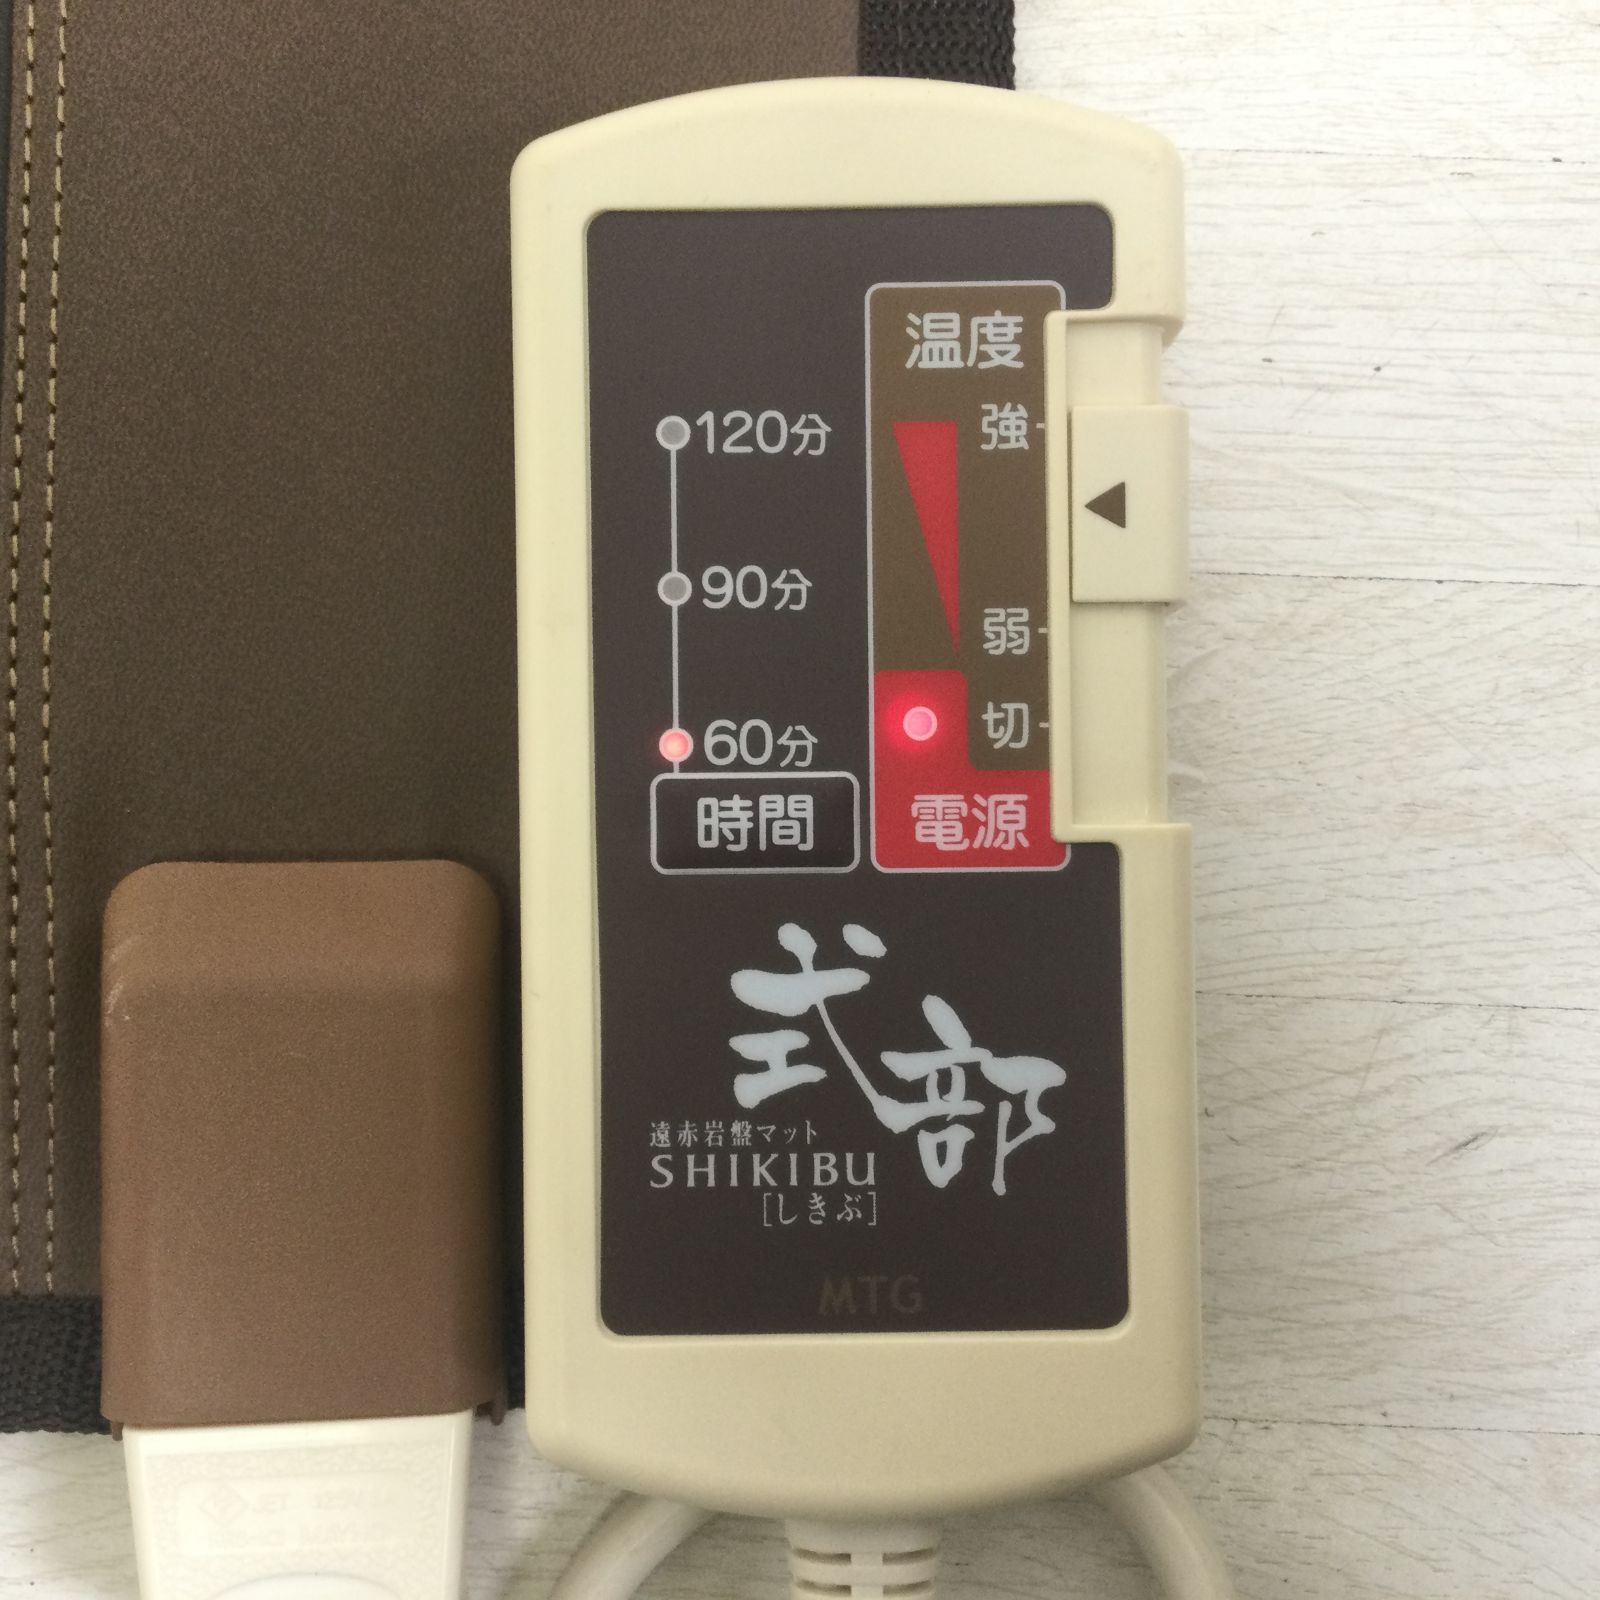 温度
強
120分
90分
弱
切
60分
時間
電源
式部
遠赤岩盤マット
SHIKIBU
[しきぶ]
MTG